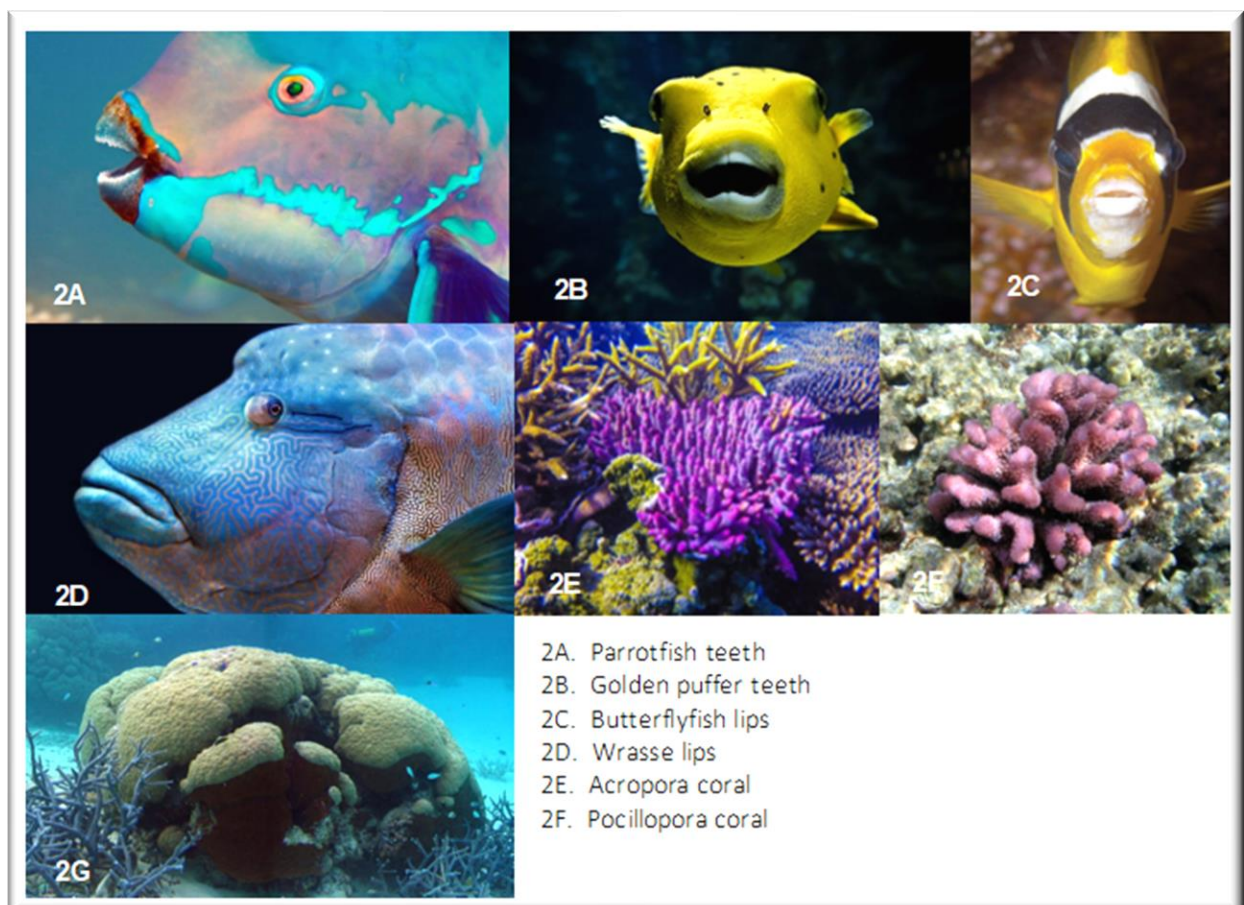 2A
2B
2C
2D
2E
2F
2G
2A. Parrotfish teeth
2B. Golden puffer teeth
2C. Butterflyfish lips
2D. Wrasse lips
2E. Acropora coral
2F. Pocillopora coral